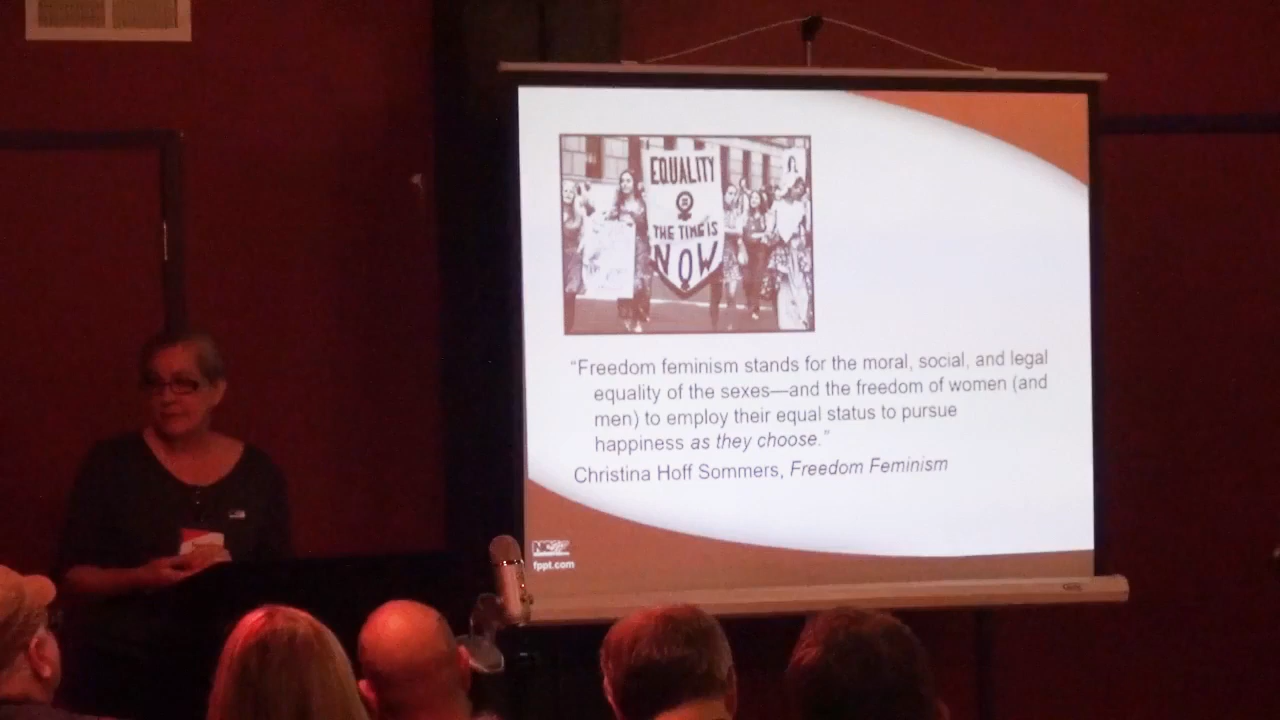 EQUALITY
THE TIME IS
NOW
“Freedom feminism stands for the moral, social, and legal
equality of the sexes—and the freedom of women (and
men) to employ their equal status to pursue
happiness as they choose.”
Christina Hoff Sommers, Freedom Feminism
fppt.com